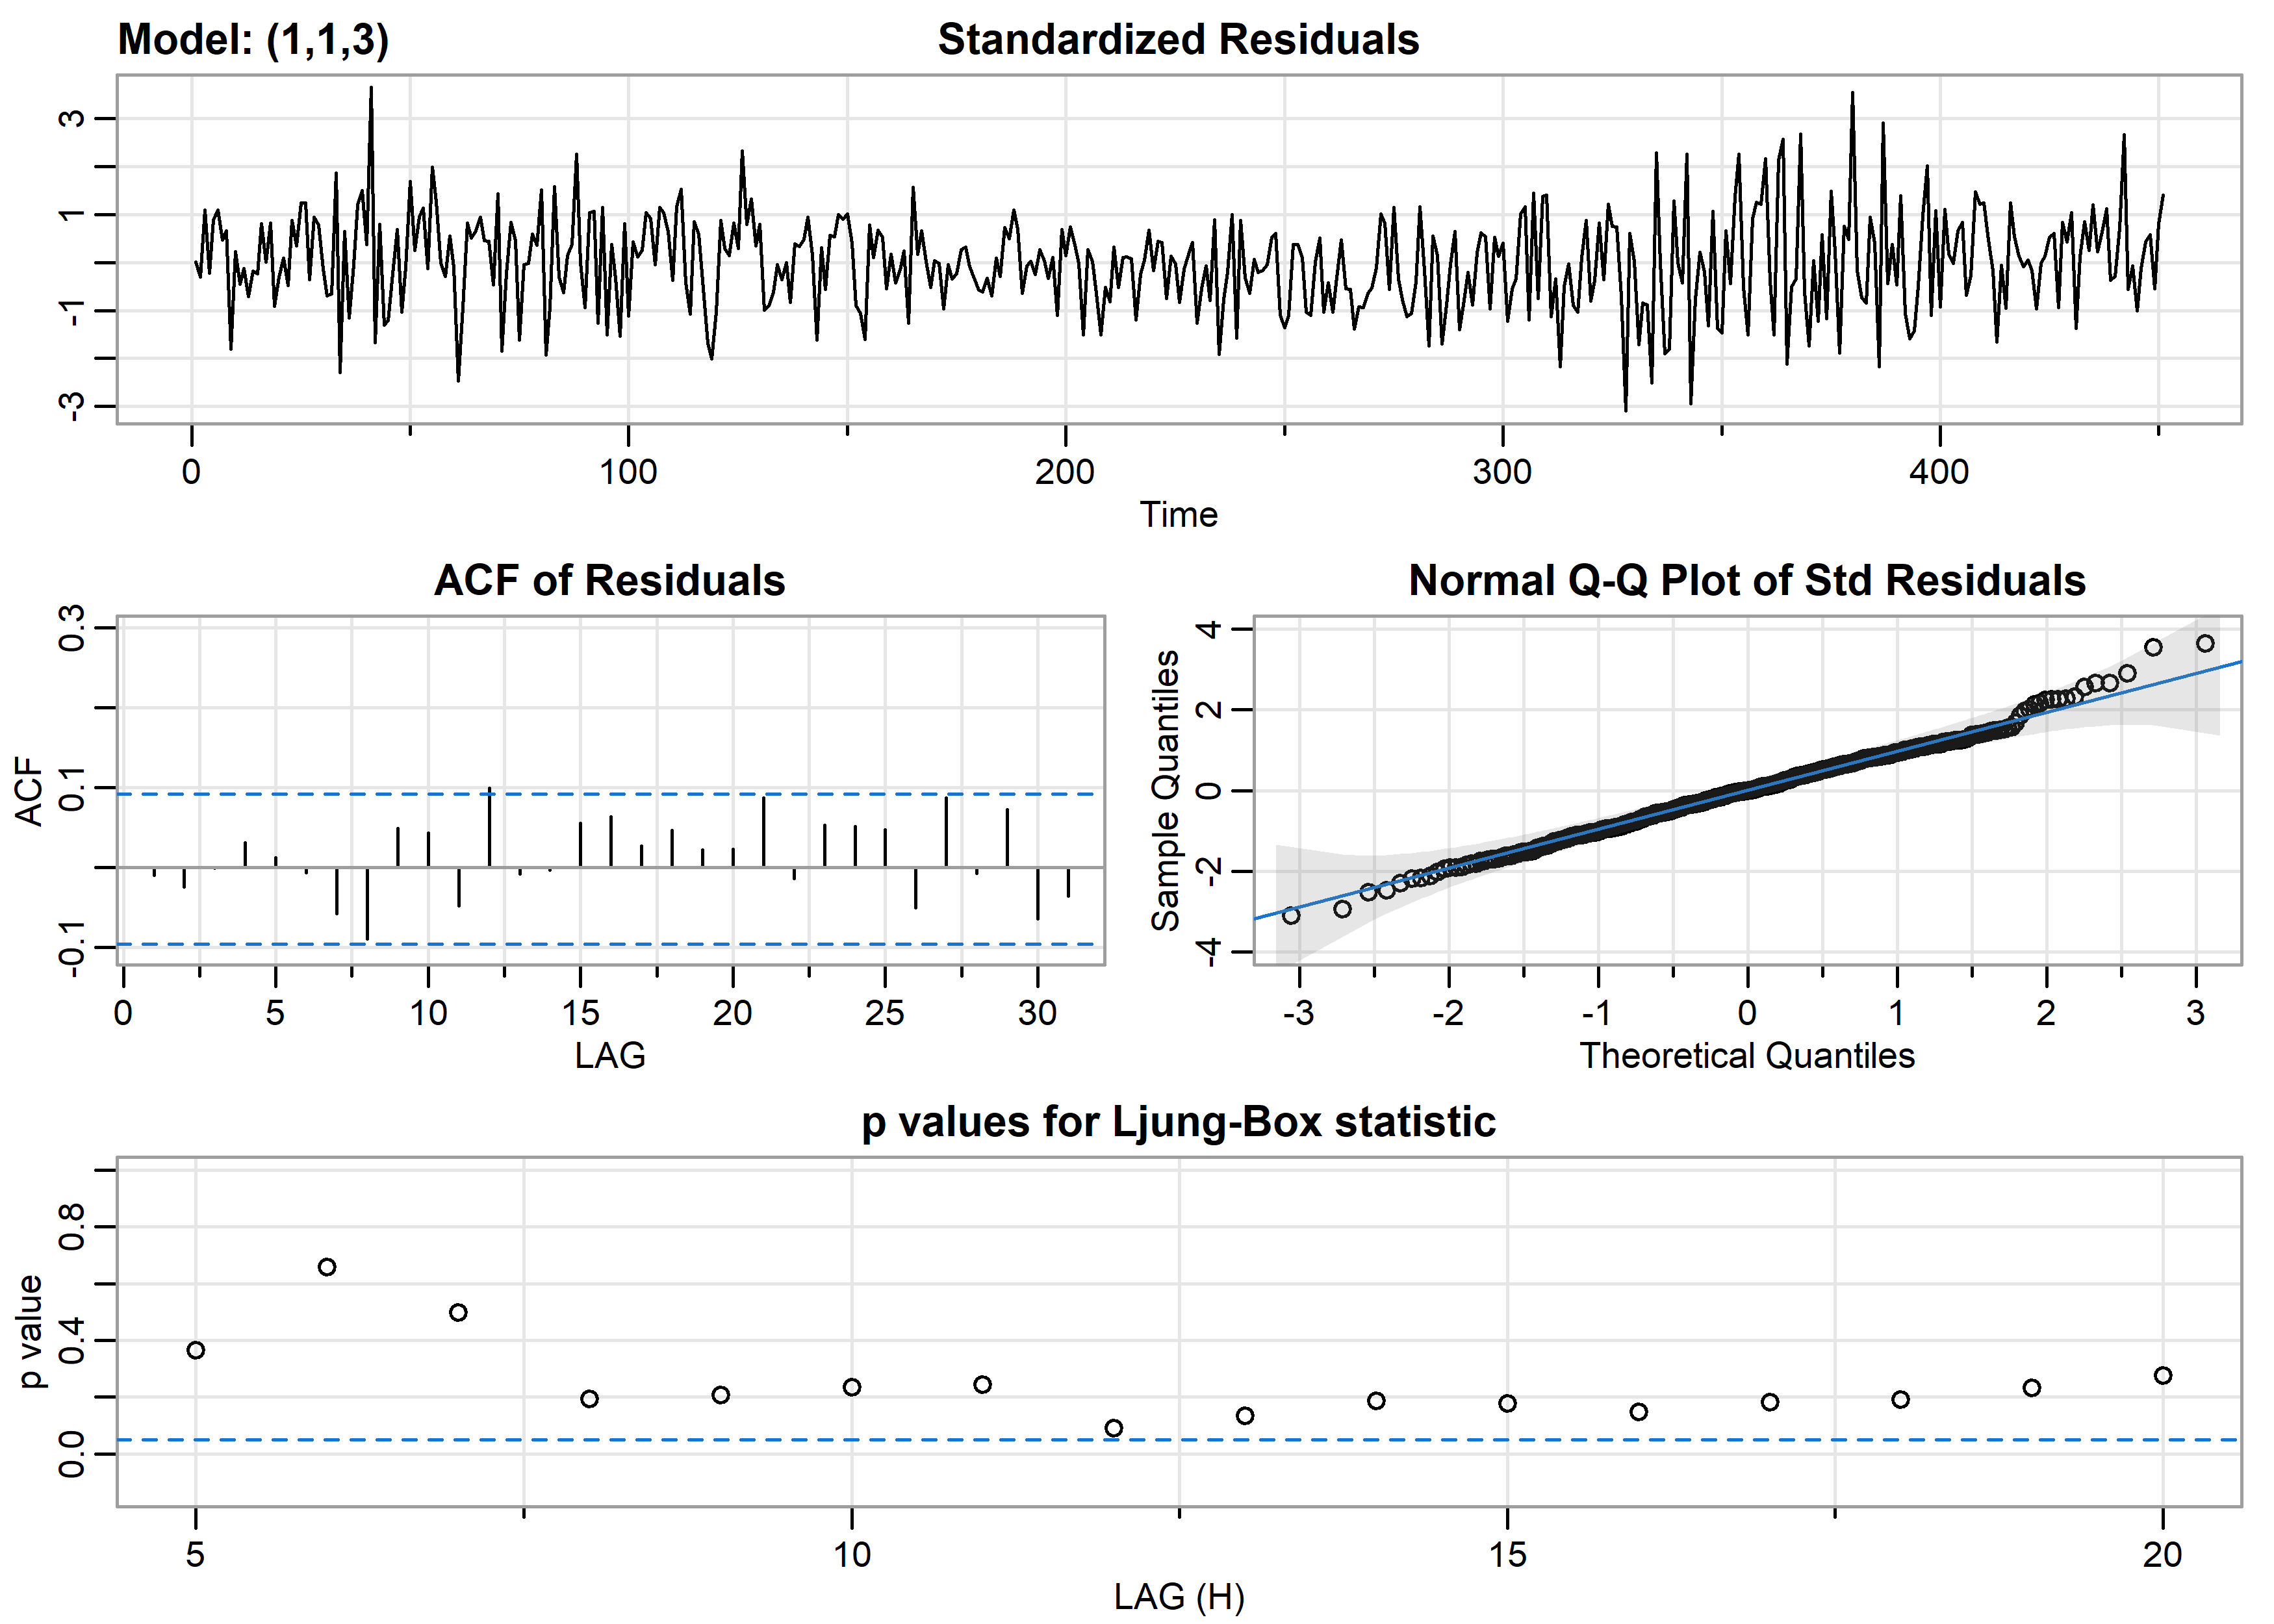 Model: (1,1,3) Standardized Residuals
3
1
-1
-3
0 100 200 300 400
Time
ACF of Residuals
0.3
0.1
-0.1
ACF
0 5 10 15 20 25 30
LAG
Normal Q-Q Plot of Std Residuals
4
2
0
-2
-4
Sample Quantiles
-3 -2 -1 0 1 2 3
Theoretical Quantiles
p values for Ljung-Box statistic
0.8
0.4
0.0
p value
5 10 15 20
LAG (H)